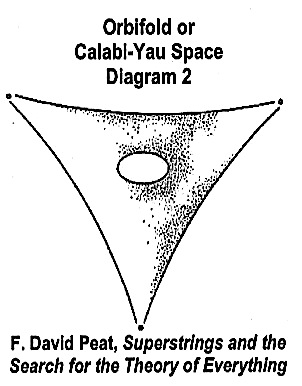 Orbifold or
Calabi-Yau Space
Diagram 2
F. David Peat, Superstrings and the
Search for the Theory of Everything